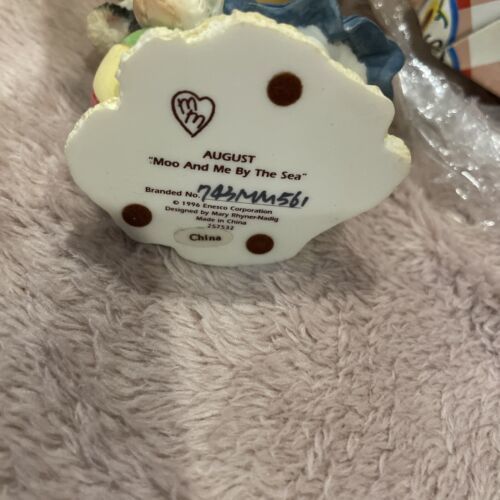 MM
AUGUST
"Moo And Me By The Sea"
Branded No. 743MM561
© 1996 Enesco Corporation
Designed by Mary Rhyner-Nadig
Made in China
257532
China